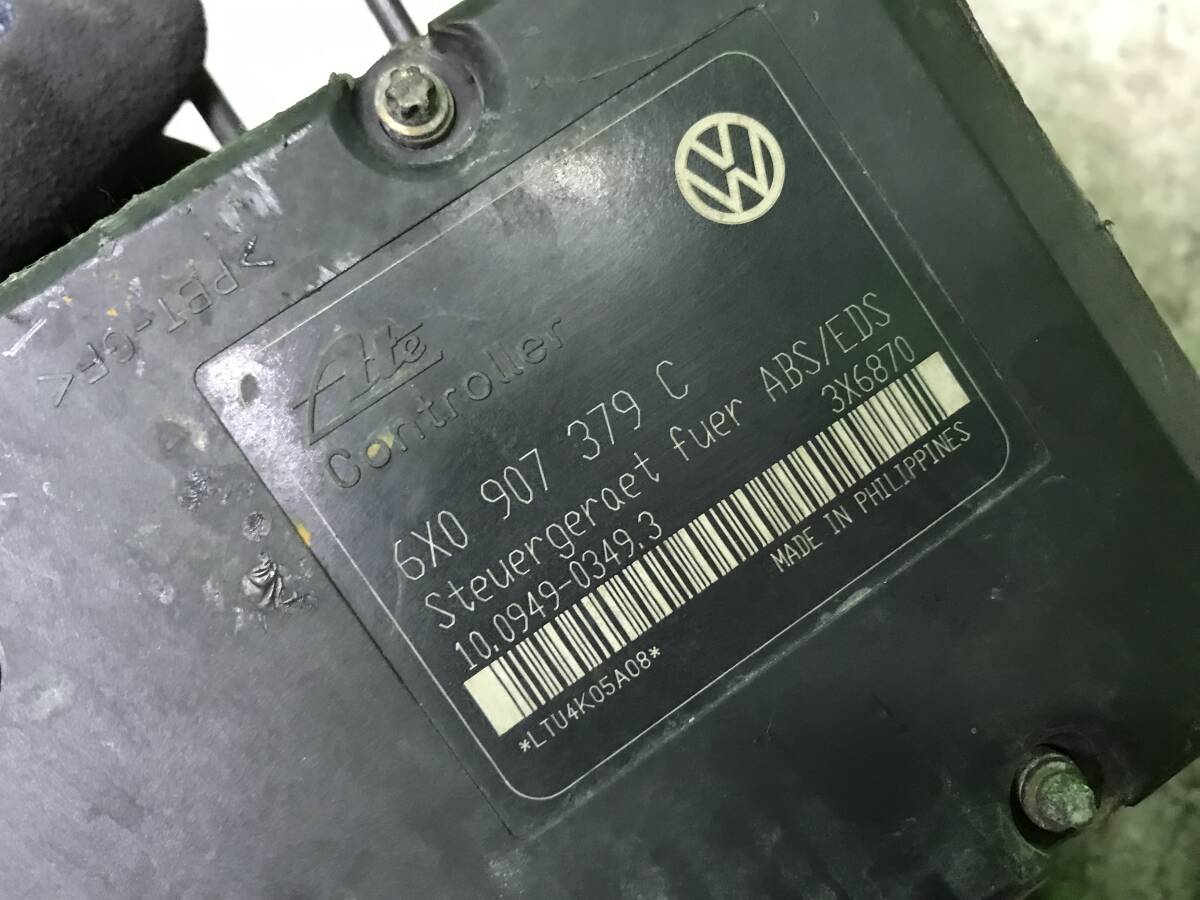 >PBT-GF<
VW
Ate
Controller
6X0 907 379 C
Steuergeraet fuer ABS/EDS
10.0949-0349.3 3X6870
MADE IN PHILIPPINES
*LTU4K05A08*